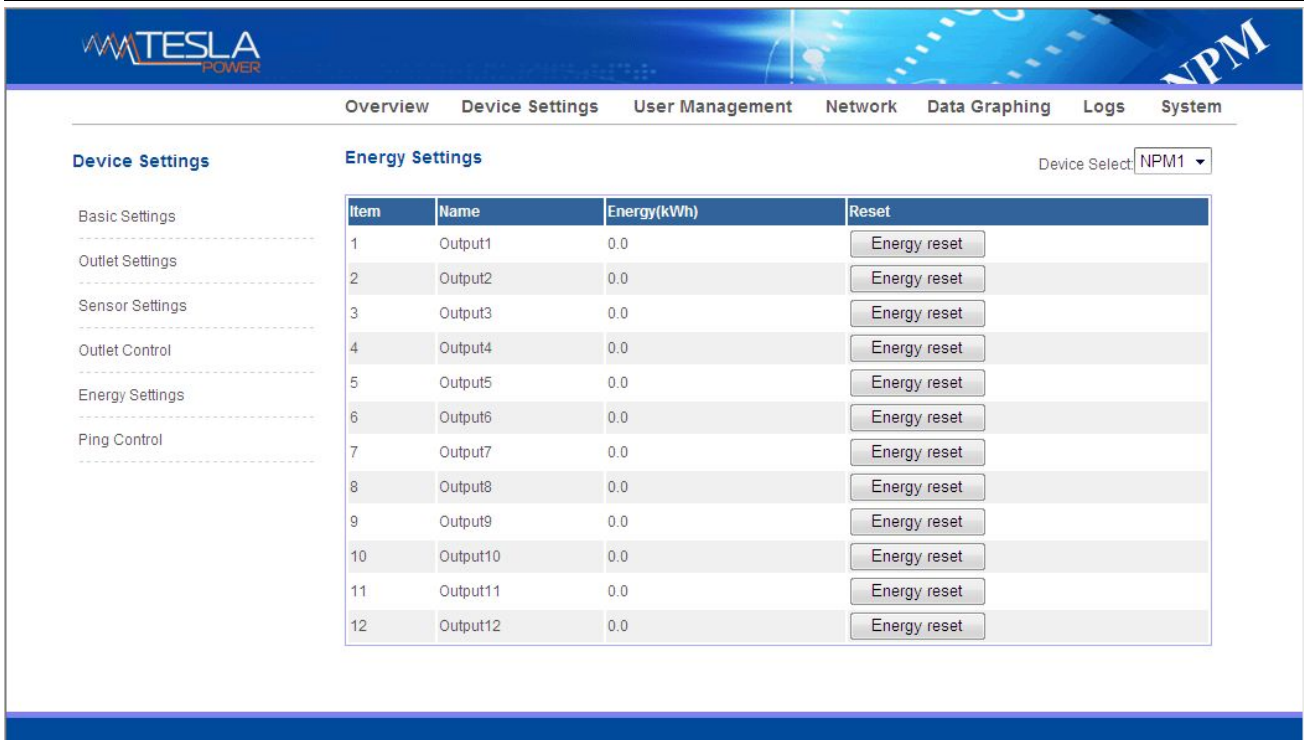 TESLA
POWER
NPM
Overview Device Settings User Management Network Data Graphing Logs System
Device Settings
Basic Settings
Outlet Settings
Sensor Settings
Outlet Control
Energy Settings
Ping Control
Energy Settings
Device Select: NPM1
Item Name Energy(kWh) Reset
1 Output1 0.0 Energy reset
2 Output2 0.0 Energy reset
3 Output3 0.0 Energy reset
4 Output4 0.0 Energy reset
5 Output5 0.0 Energy reset
6 Output6 0.0 Energy reset
7 Output7 0.0 Energy reset
8 Output8 0.0 Energy reset
9 Output9 0.0 Energy reset
10 Output10 0.0 Energy reset
11 Output11 0.0 Energy reset
12 Output12 0.0 Energy reset